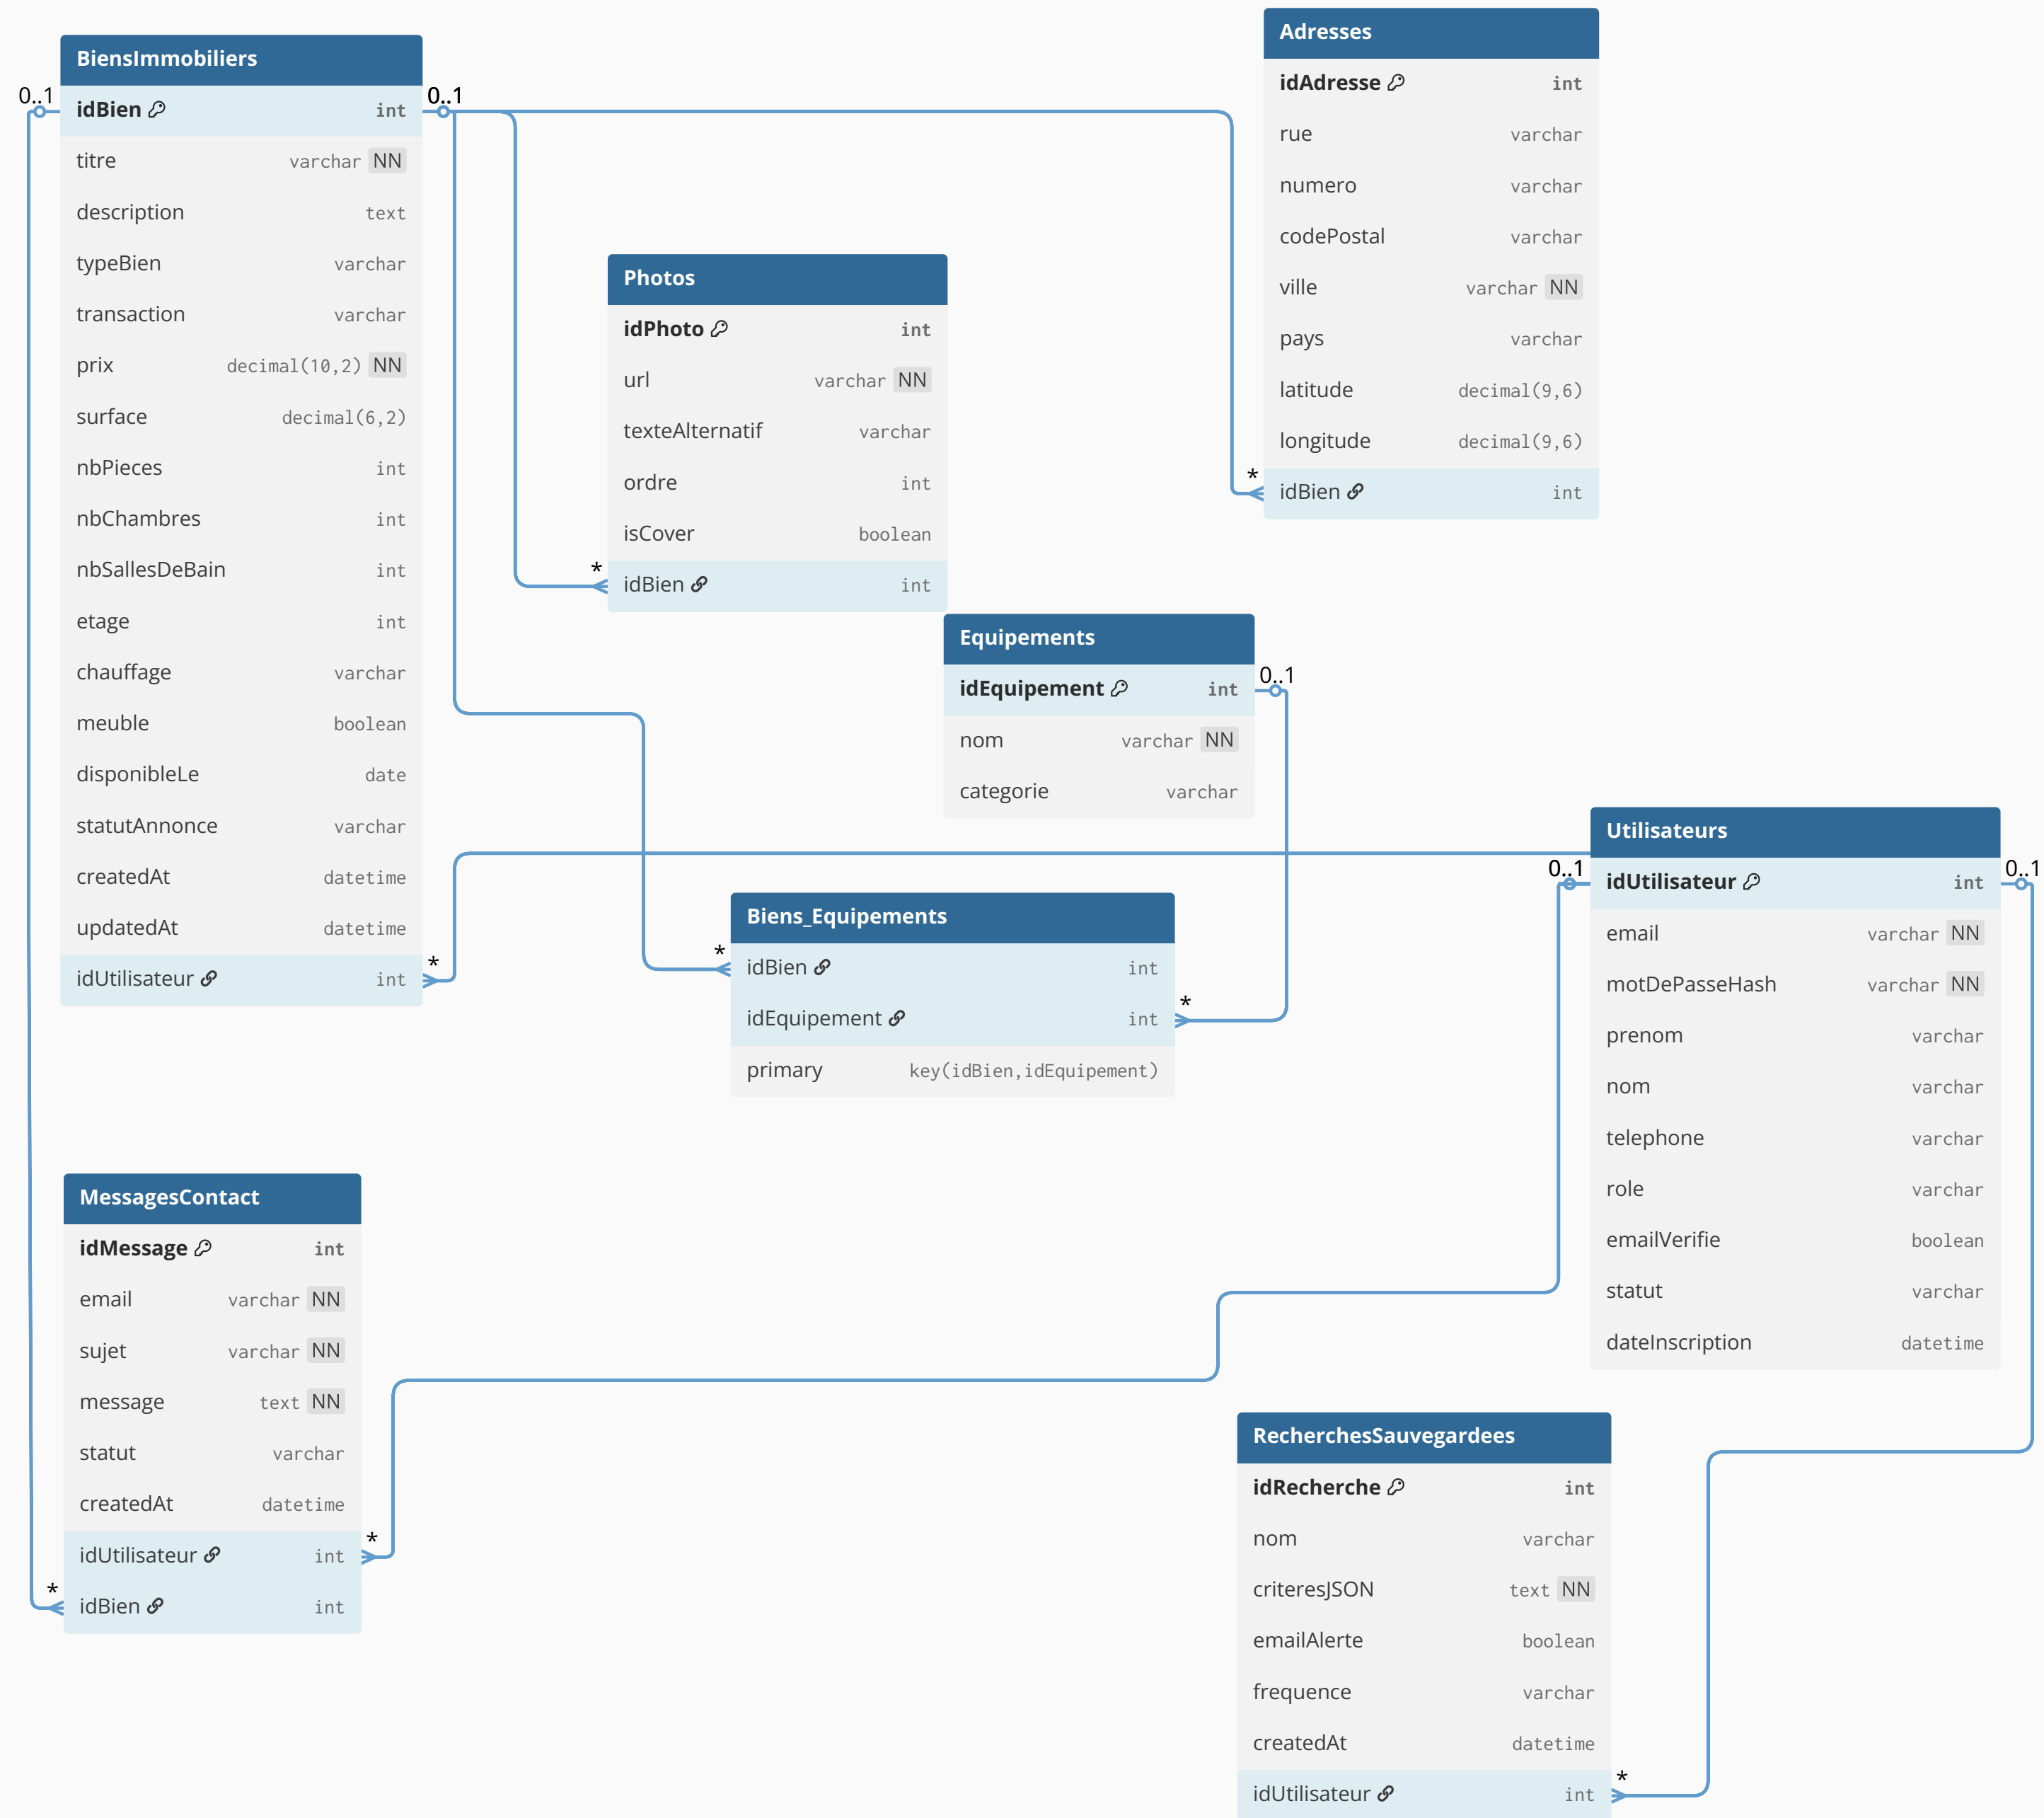 BiensImmobiliers
0..1
idBien int
0..1
titre varchar NN
description text
typeBien varchar
transaction varchar
prix decimal(10,2) NN
surface decimal(6,2)
nbPieces int
nbChambres int
nbSallesDeBain int
etage int
chauffage varchar
meuble boolean
disponibleLe date
statutAnnonce varchar
createdAt datetime
updatedAt datetime
*
idUtilisateur int
Adresses
idAdresse int
rue varchar
numero varchar
codePostal varchar
ville varchar NN
pays varchar
latitude decimal(9,6)
longitude decimal(9,6)
*
idBien int
Photos
idPhoto int
url varchar NN
texteAlternatif varchar
ordre int
isCover boolean
*
idBien int
Equipements
0..1
idEquipement int
nom varchar NN
categorie varchar
Biens_Equipements
*
idBien int
*
idEquipement int
primary key(idBien,idEquipement)
Utilisateurs
0..1
0..1
idUtilisateur int
email varchar NN
motDePasseHash varchar NN
prenom varchar
nom varchar
telephone varchar
role varchar
emailVerifie boolean
statut varchar
dateInscription datetime
MessagesContact
idMessage int
email varchar NN
sujet varchar NN
message text NN
statut varchar
createdAt datetime
*
idUtilisateur int
*
idBien int
RecherchesSauvegardees
idRecherche int
nom varchar
criteresJSON text NN
emailAlerte boolean
frequence varchar
createdAt datetime
*
idUtilisateur int